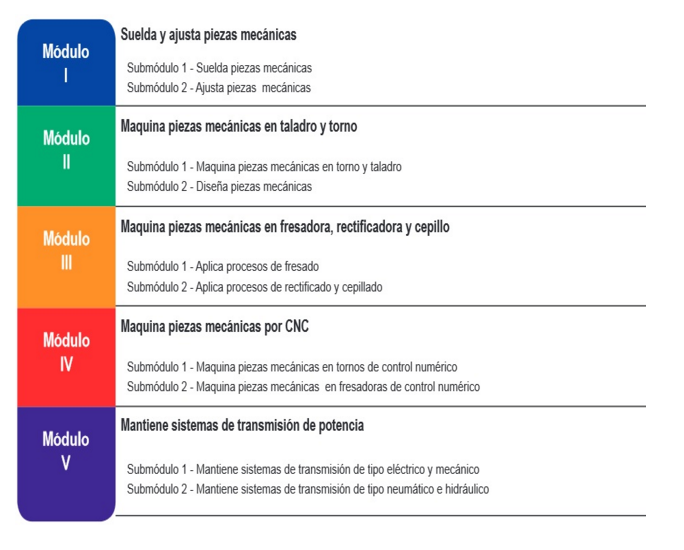 Módulo
I
Suelda y ajusta piezas mecánicas
Submódulo 1 - Suelda piezas mecánicas
Submódulo 2 - Ajusta piezas mecánicas
Módulo
II
Maquina piezas mecánicas en taladro y torno
Submódulo 1 - Maquina piezas mecánicas en torno y taladro
Submódulo 2 - Diseña piezas mecánicas
Módulo
III
Maquina piezas mecánicas en fresadora, rectificadora y cepillo
Submódulo 1 - Aplica procesos de fresado
Submódulo 2 - Aplica procesos de rectificado y cepillado
Módulo
IV
Maquina piezas mecánicas por CNC
Submódulo 1 - Maquina piezas mecánicas en tornos de control numérico
Submódulo 2 - Maquina piezas mecánicas en fresadoras de control numérico
Módulo
V
Mantiene sistemas de transmisión de potencia
Submódulo 1 - Mantiene sistemas de transmisión de tipo eléctrico y mecánico
Submódulo 2 - Mantiene sistemas de transmisión de tipo neumático e hidráulico